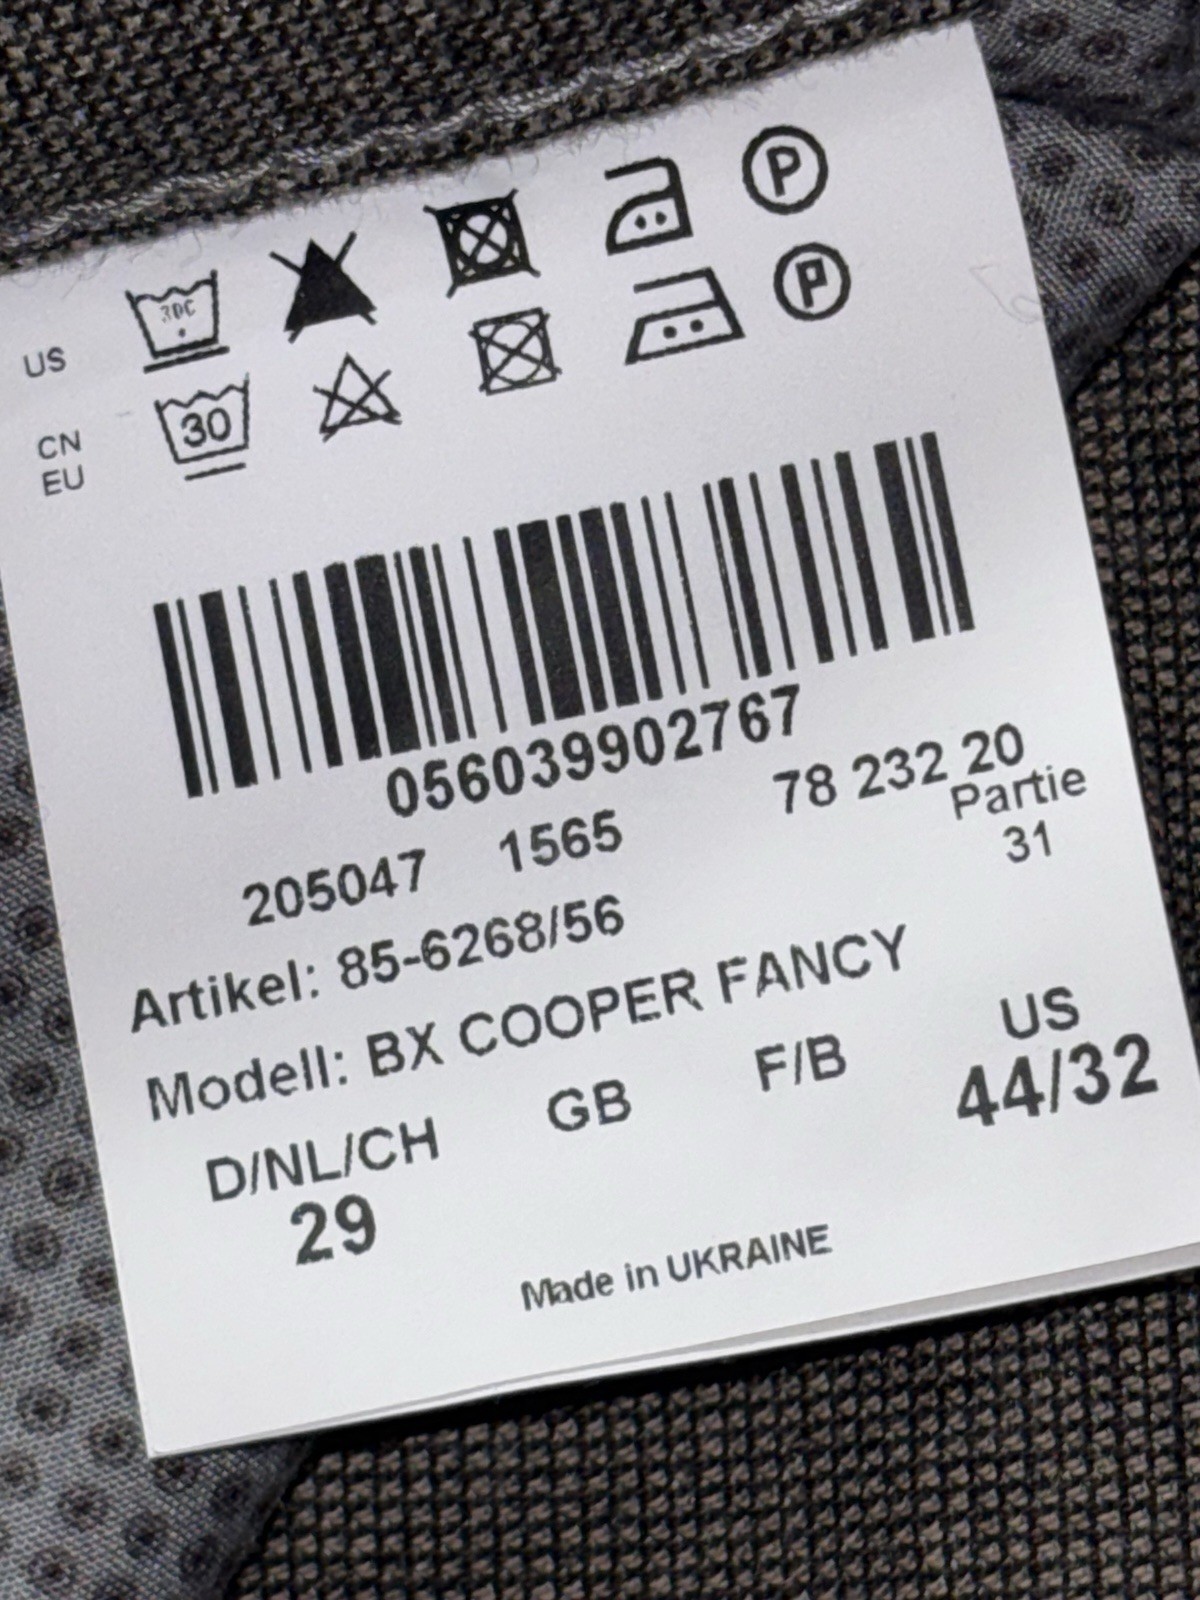 P
30C
US
P
30
CN
EU
056039902767
205047 1565 78 232 20
Partie
31
Artikel: 85-6268/56
Modell: BX COOPER FANCY
D/NL/CH GB F/B US
29 44/32
Made in UKRAINE